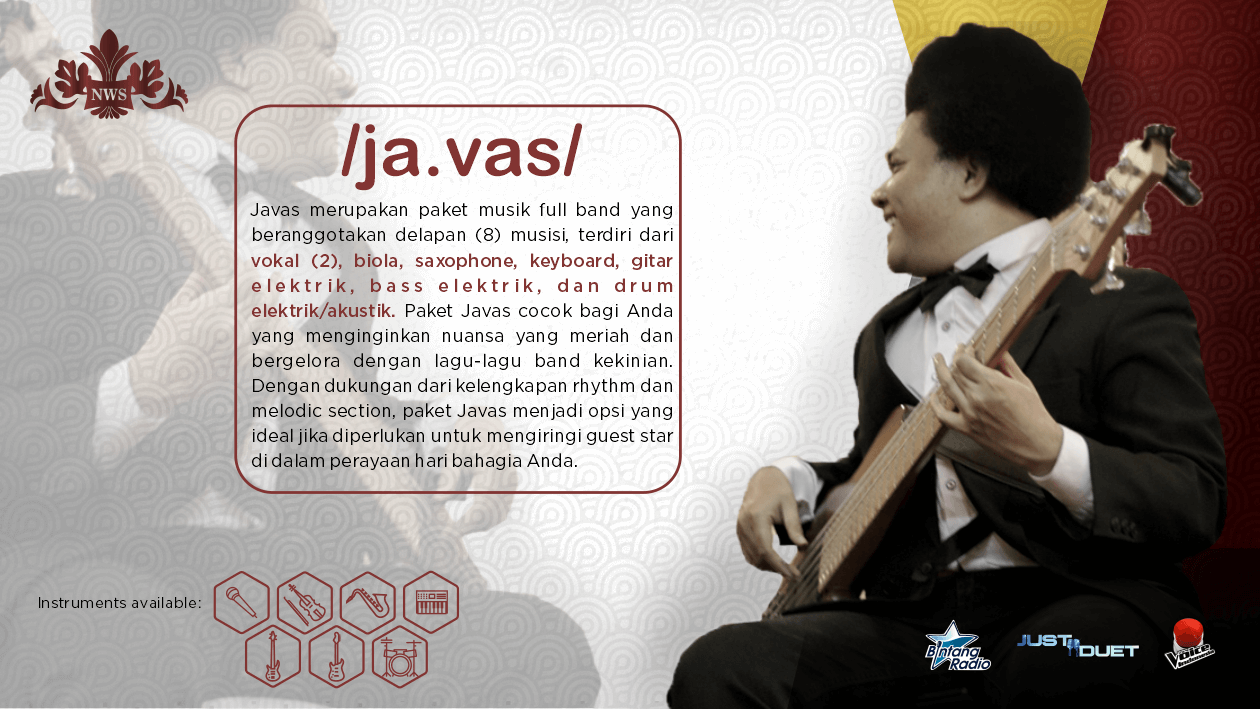 NWS
/ja.vas/
Javas merupakan paket musik full band yang
beranggotakan delapan (8) musisi, terdiri dari
vokal (2), biola, saxophone, keyboard, gitar
elektrik, bass elektrik, dan drum
elektrik/akustik. Paket Javas cocok bagi Anda
yang menginginkan nuansa yang meriah dan
bergelora dengan lagu-lagu band kekinian.
Dengan dukungan dari kelengkapan rhythm dan
melodic section, paket Javas menjadi opsi yang
ideal jika diperlukan untuk mengiringi guest star
di dalam perayaan hari bahagia Anda.
Instruments available:
Bintang
Radio
JUST
DUET
The
Voice
Indonesia